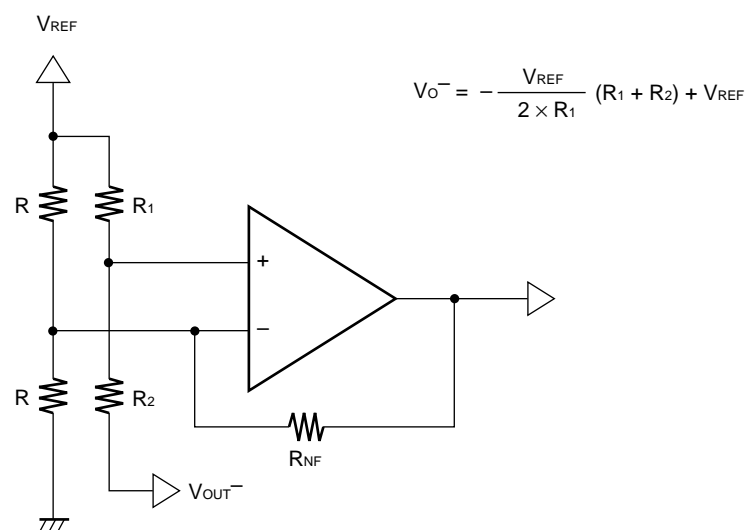 VREF
VO⁻ = − VREF / 2 × R1 (R1 + R2) + VREF
R
R1
+
−
R
R2
RNF
VOUT⁻